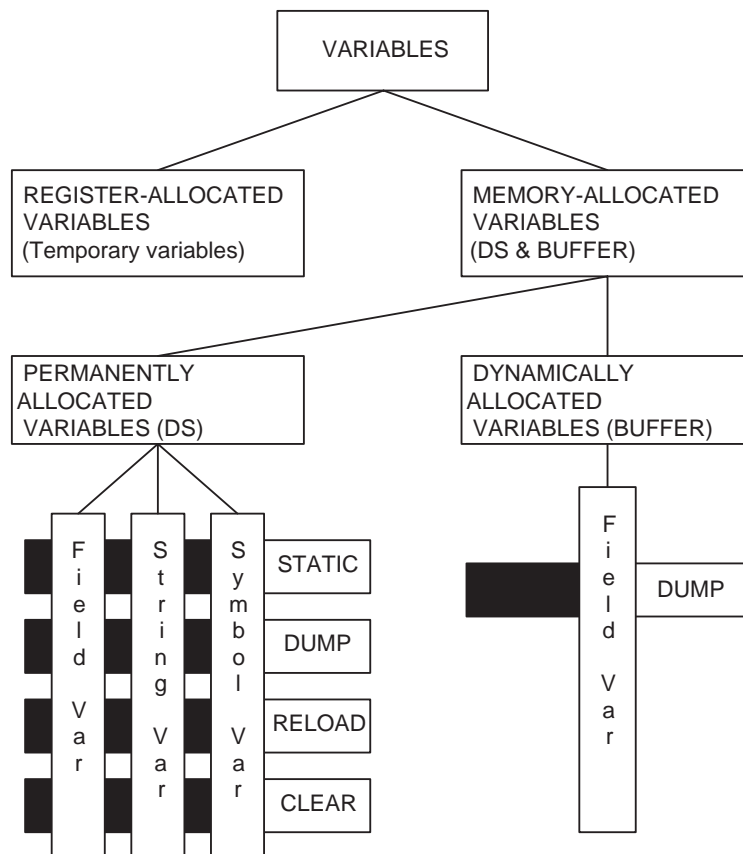 VARIABLES
REGISTER-ALLOCATED
VARIABLES
(Temporary variables)
MEMORY-ALLOCATED
VARIABLES
(DS & BUFFER)
PERMANENTLY
ALLOCATED
VARIABLES (DS)
DYNAMICALLY
ALLOCATED
VARIABLES (BUFFER)
Field Var
String Var
Symbol Var
STATIC
DUMP
RELOAD
CLEAR
Field Var
DUMP